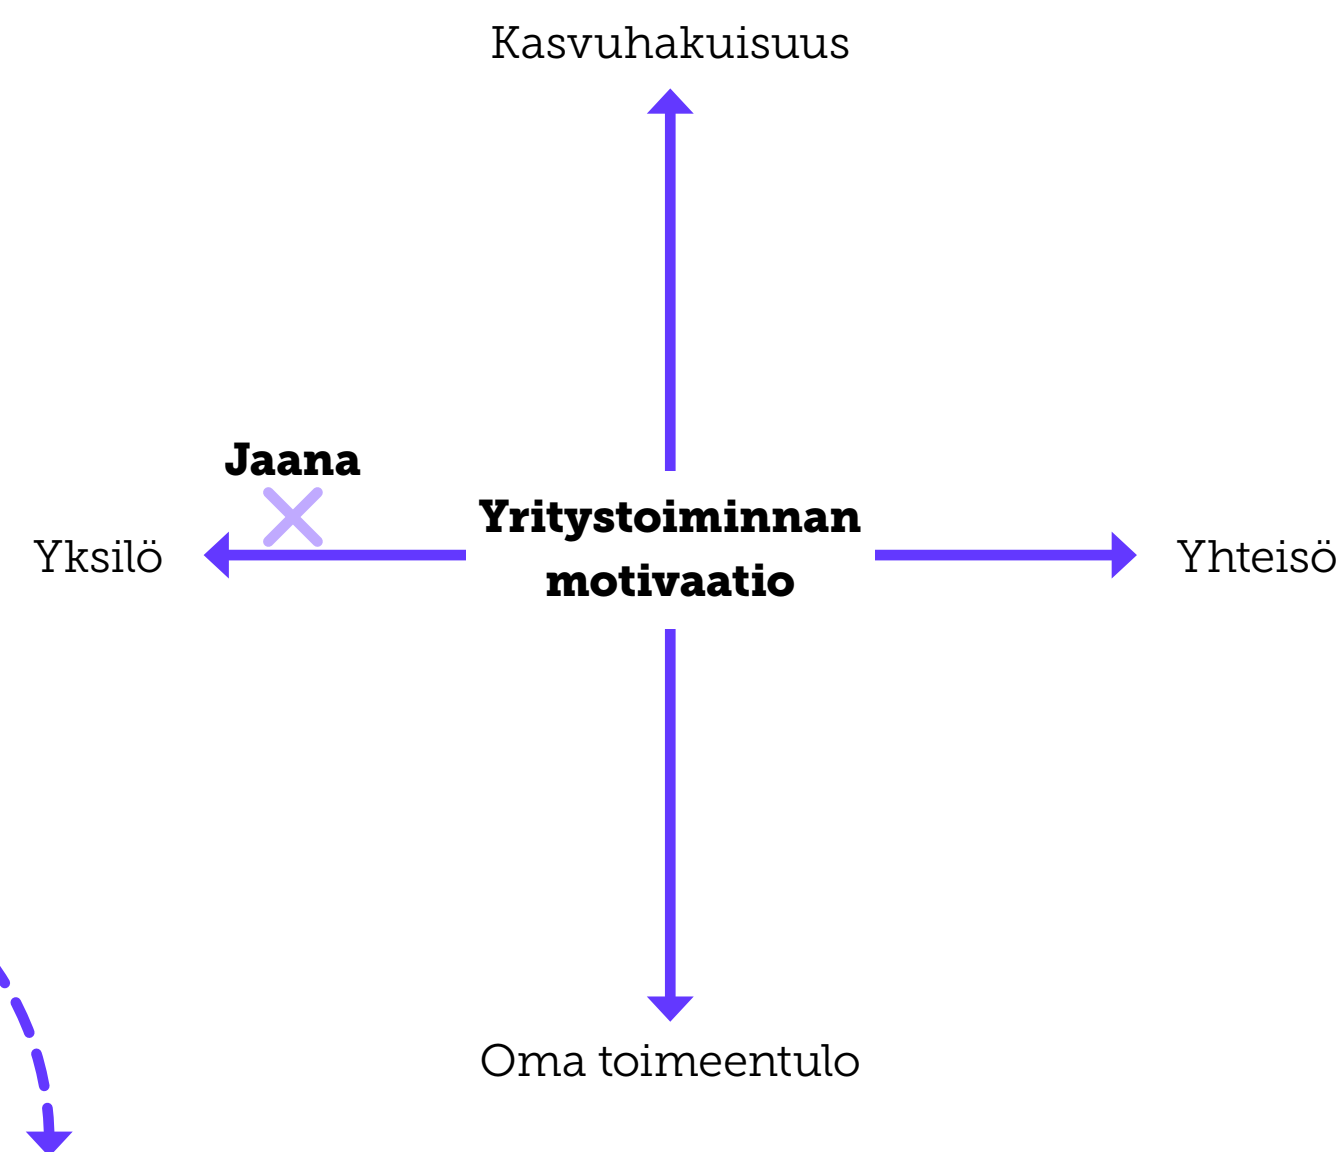 Kasvuhakuisuus
Jaana
Yritystoiminnan
motivaatio
Yksilö
Yhteisö
Oma toimeentulo